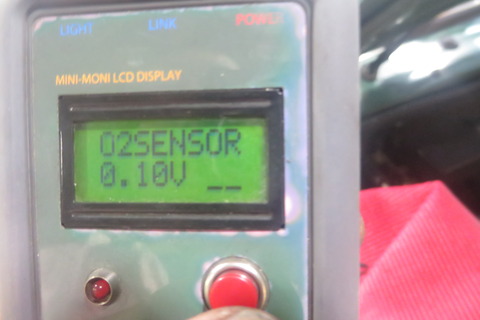 LIGHT LINK POWER
MINI-MONI LCD DISPLAY
O2SENSOR
0.10V __